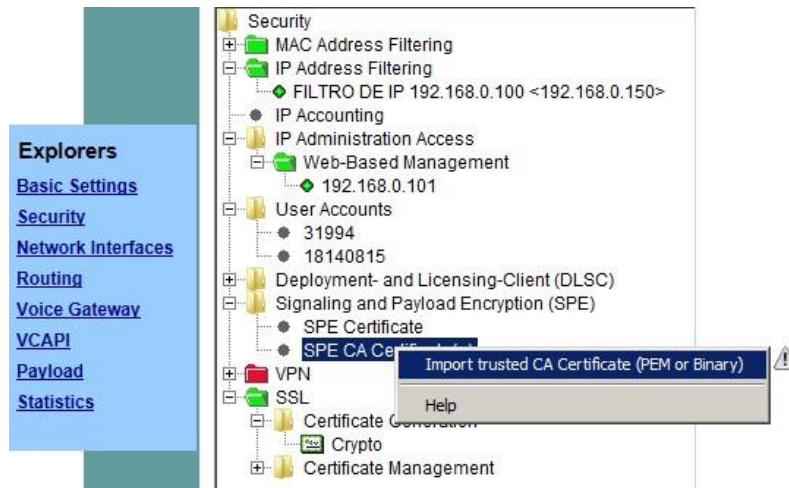 Explorers
Basic Settings
Security
Network Interfaces
Routing
Voice Gateway
VCAPI
Payload
Statistics
Security
MAC Address Filtering
IP Address Filtering
FILTRO DE IP 192.168.0.100 <192.168.0.150>
IP Accounting
IP Administration Access
Web-Based Management
192.168.0.101
User Accounts
31994
18140815
Deployment- and Licensing-Client (DLSC)
Signaling and Payload Encryption (SPE)
SPE Certificate
SPE CA
Import trusted CA Certificate (PEM or Binary)
Help
VPN
SSL
Certificate
Crypto
Certificate Management